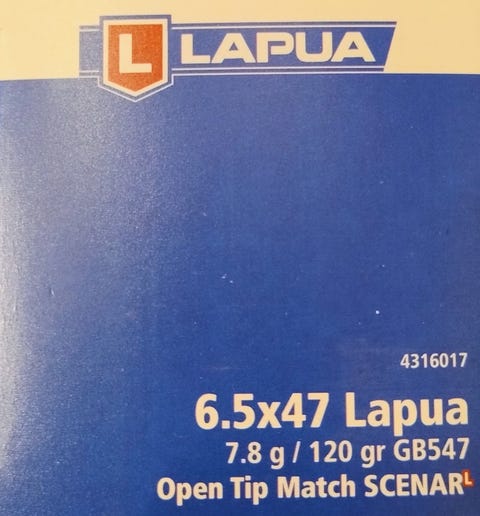 L LAPUA
4316017
6.5x47 Lapua
7.8 g / 120 gr GB547
Open Tip Match SCENAR L